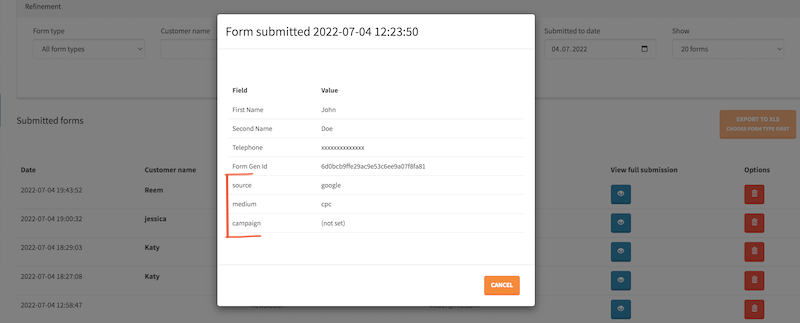 Refinement
Form type
Customer name
Submitted to date
Show
All form types
04.07.2022
20 forms
Form submitted 2022-07-04 12:23:50
Field Value
First Name John
Second Name Doe
Telephone xxxxxxxxxxxxxx
Form Gen Id 6d0bcb9ffe29ac9e53c6ee9a07f8fa81
source google
medium cpc
campaign (not set)
CANCEL
Submitted forms
EXPORT TO XLS
CHOOSE FORM TYPE FIRST
Date Customer name View full submission Options
2022-07-04 19:43:52 Reem
2022-07-04 19:00:32 jessica
2022-07-04 18:29:03 Katy
2022-07-04 18:27:08 Katy
2022-07-04 12:58:47